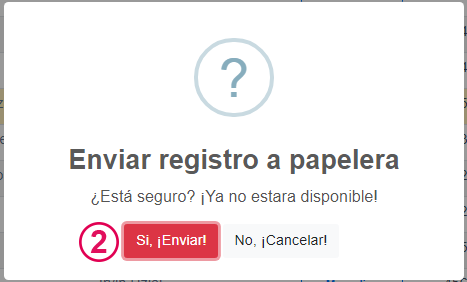 ?
Enviar registro a papelera
¿Está seguro? ¡Ya no estara disponible!
2 Si, ¡Enviar! No, ¡Cancelar!